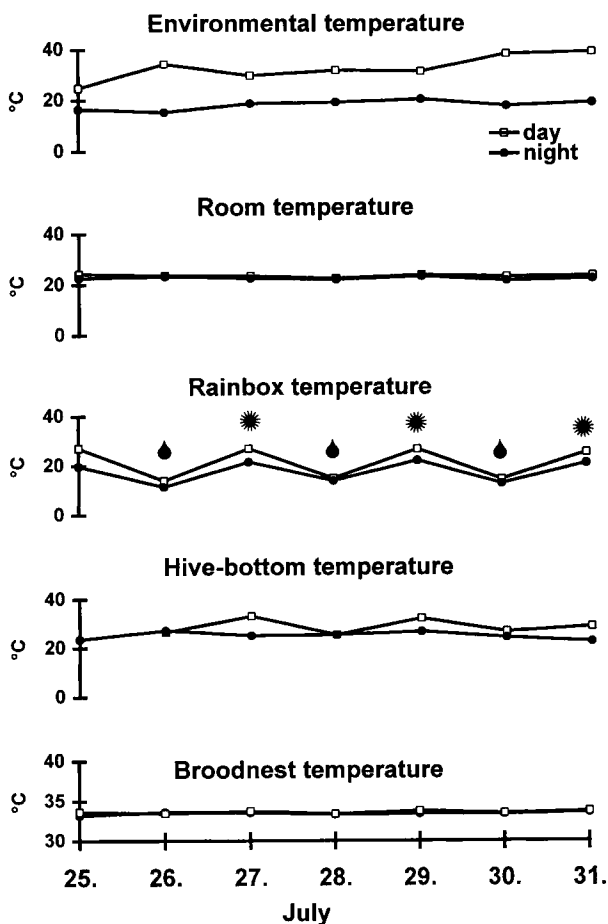 Environmental temperature
40
20
0
°C
day
night
Room temperature
40
20
0
°C
Rainbox temperature
40
20
0
°C
Hive-bottom temperature
40
20
0
°C
Broodnest temperature
40
35
30
°C
25. 26. 27. 28. 29. 30. 31.
July